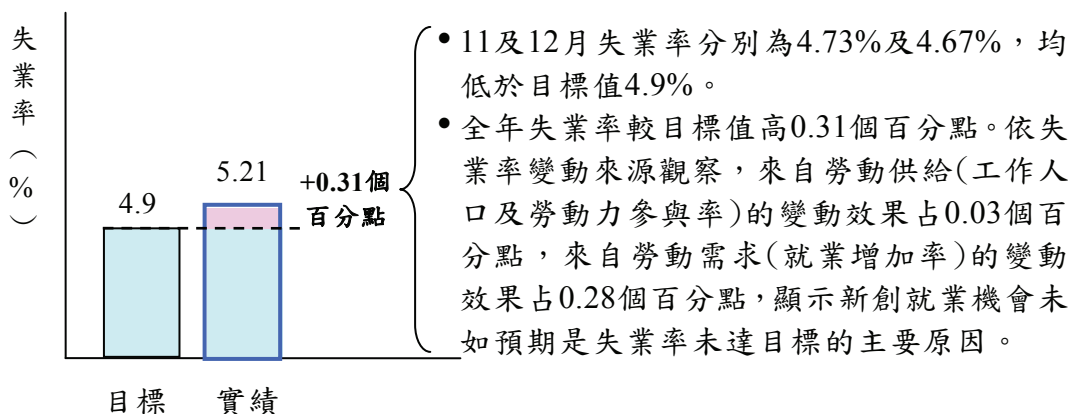 失業率（%）
4.9
5.21
+0.31個
百分點
目標
實績
• 11及12月失業率分別為4.73%及4.67%，均
低於目標值4.9%。
• 全年失業率較目標值高0.31個百分點。依失
業率變動來源觀察，來自勞動供給(工作人
口及勞動力參與率)的變動效果占0.03個百
分點，來自勞動需求(就業增加率)的變動
效果占0.28個百分點，顯示新創就業機會未
如預期是失業率未達目標的主要原因。